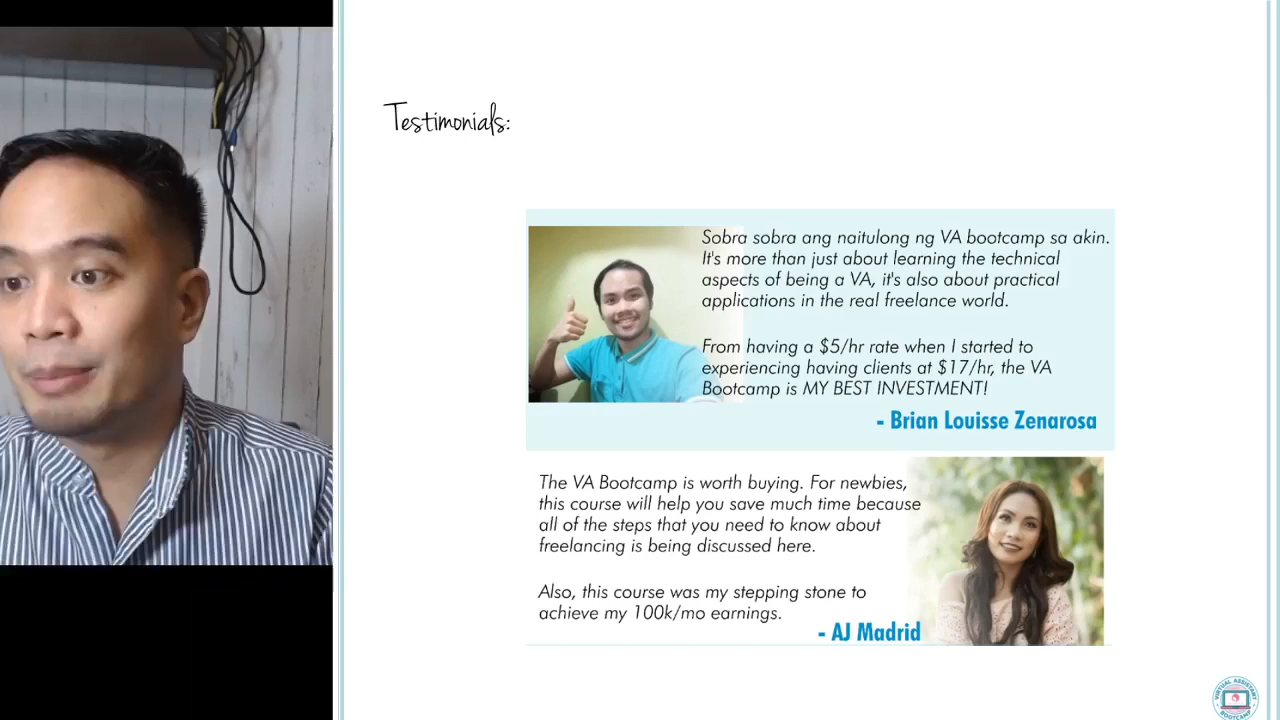 Testimonials:
Sobra sobra ang naitulong ng VA bootcamp sa akin.
It's more than just about learning the technical
aspects of being a VA, it's also about practical
applications in the real freelance world.
From having a $5/hr rate when I started to
experiencing having clients at $17/hr, the VA
Bootcamp is MY BEST INVESTMENT!
- Brian Louisse Zenarosa
The VA Bootcamp is worth buying. For newbies,
this course will help you save much time because
all of the steps that you need to know about
freelancing is being discussed here.
Also, this course was my stepping stone to
achieve my 100k/mo earnings.
- AJ Madrid
VIRTUAL ASSISTANT
BOOTCAMP